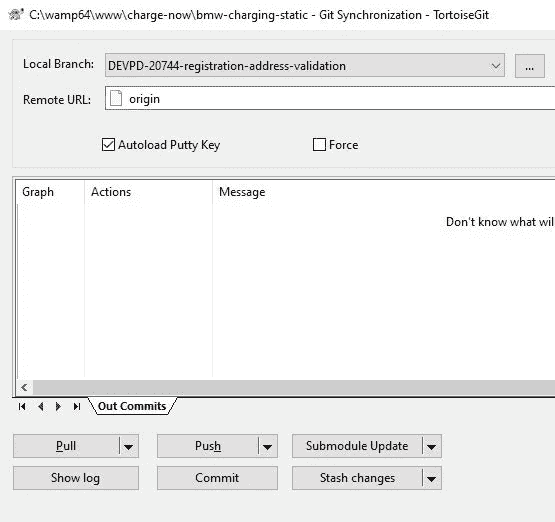 C:\wamp64\www\charge-now\bmw-charging-static - Git Synchronization - TortoiseGit
Local Branch: DEVPD-20744-registration-address-validation ...
Remote URL: origin
Autoload Putty Key Force
Graph Actions Message
Don't know what wil
Out Commits
Pull Push Submodule Update
Show log Commit Stash changes